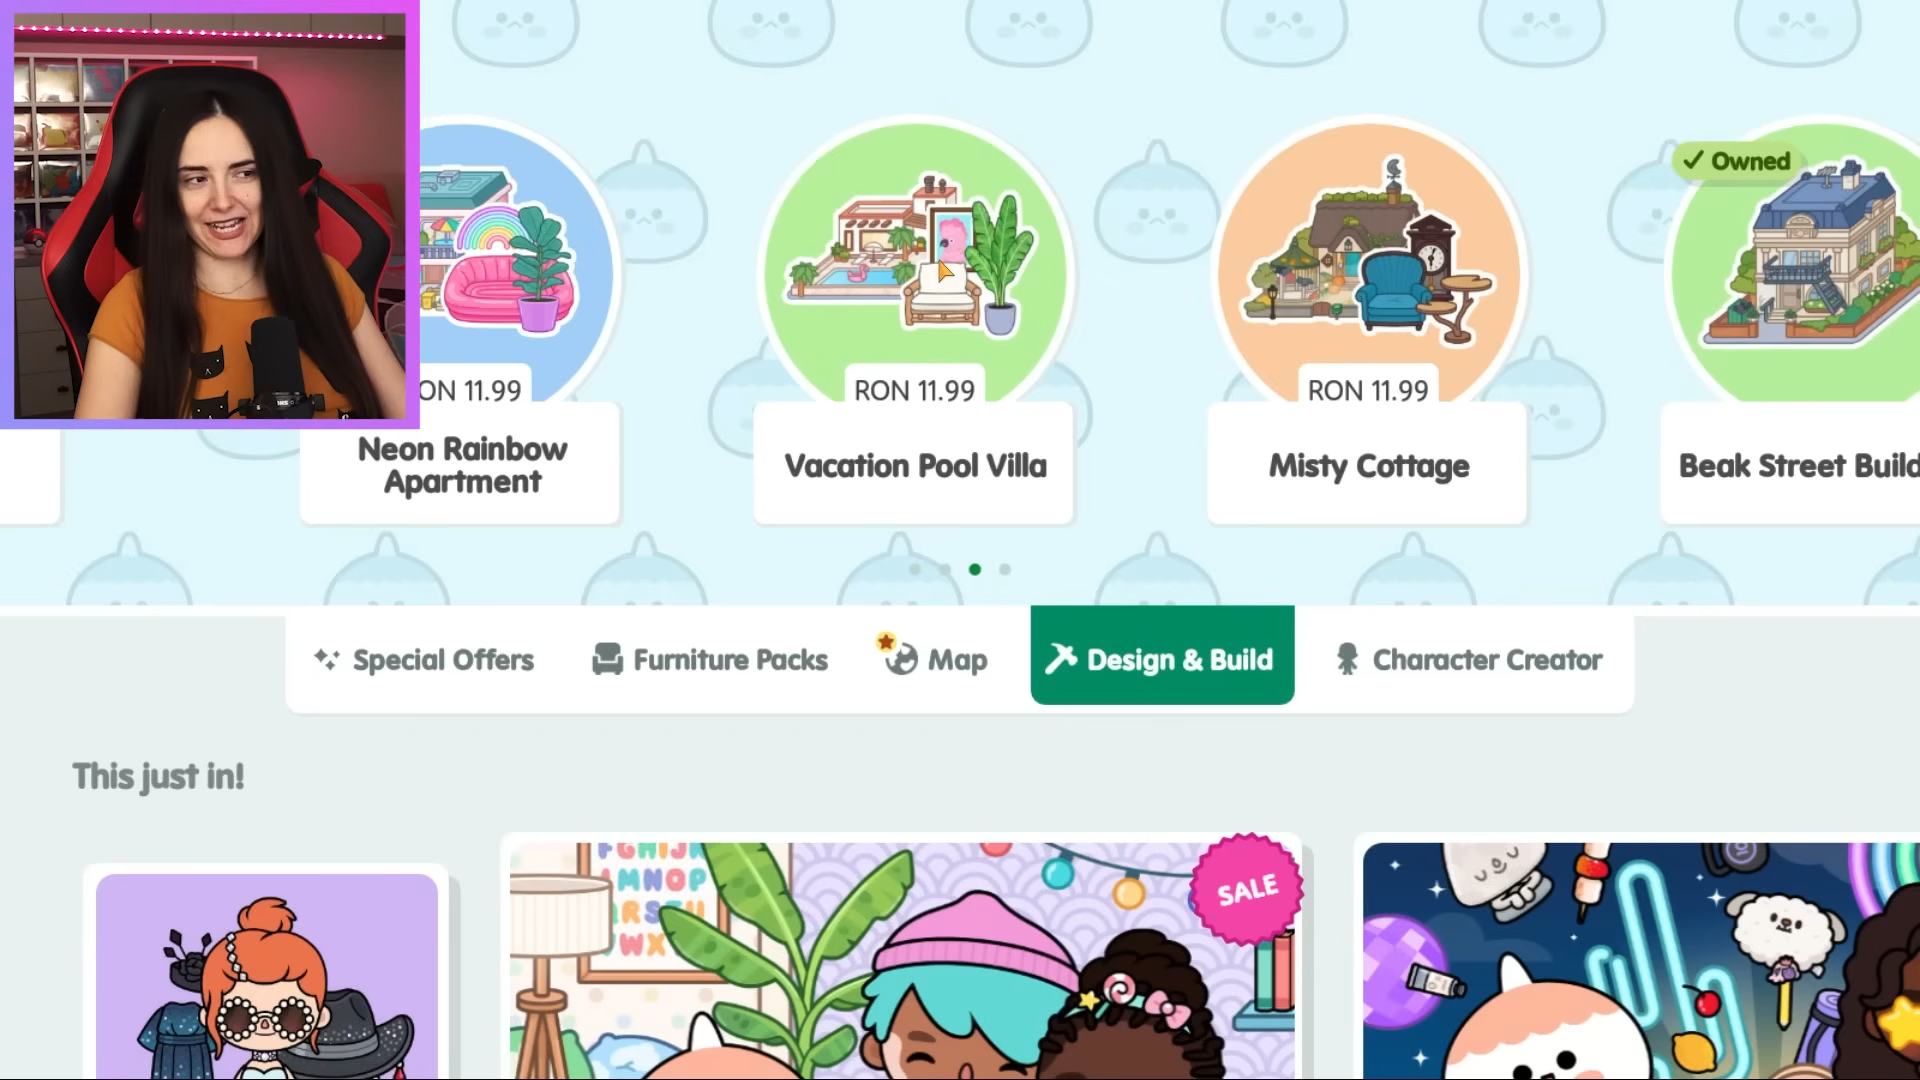 Owned
ON 11.99
RON 11.99
RON 11.99
Neon Rainbow
Apartment
Vacation Pool Villa
Misty Cottage
Beak Street Build
Special Offers
Furniture Packs
Map
Design & Build
Character Creator
This just in!
SALE